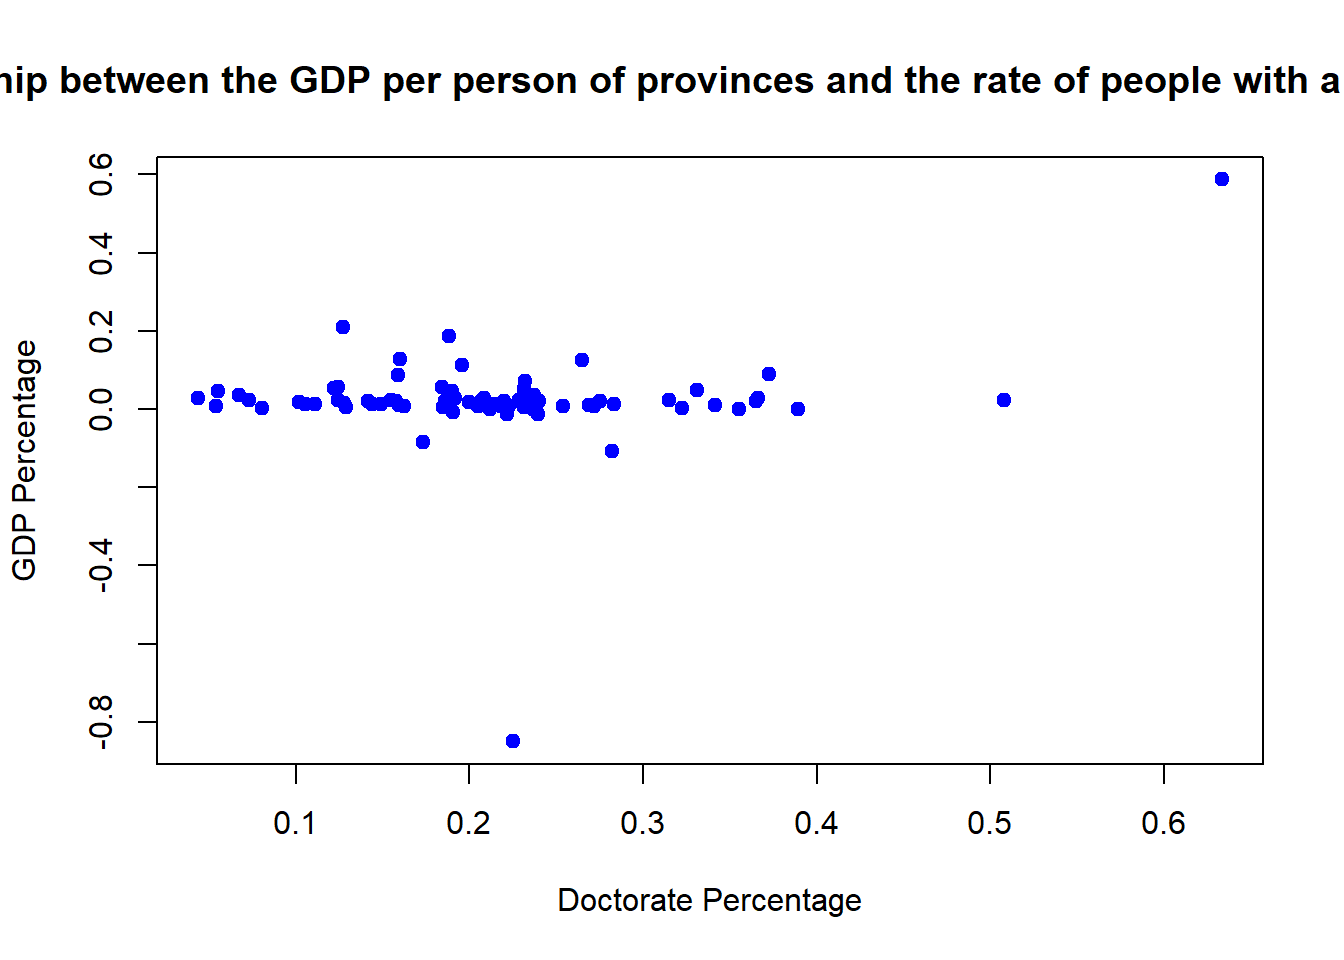 hip between the GDP per person of provinces and the rate of people with a
GDP Percentage
0.6
0.4
0.2
0.0
-0.4
-0.8
0.1 0.2 0.3 0.4 0.5 0.6
Doctorate Percentage